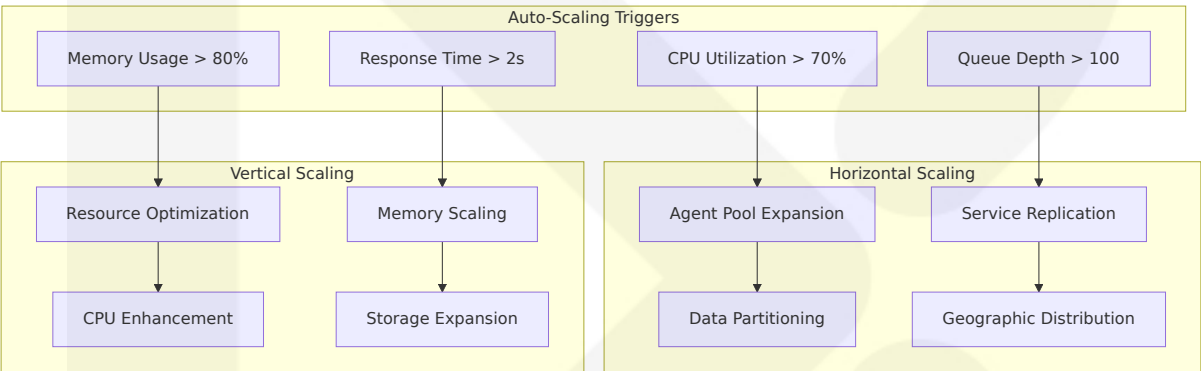 Auto-Scaling Triggers
Memory Usage > 80%
Response Time > 2s
CPU Utilization > 70%
Queue Depth > 100
Vertical Scaling
Horizontal Scaling
Resource Optimization
Memory Scaling
Agent Pool Expansion
Service Replication
CPU Enhancement
Storage Expansion
Data Partitioning
Geographic Distribution